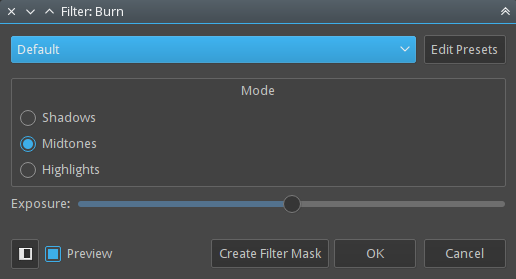 Filter: Burn
Default
Edit Presets
Mode
Shadows
Midtones
Highlights
Exposure:
Preview
Create Filter Mask
OK
Cancel